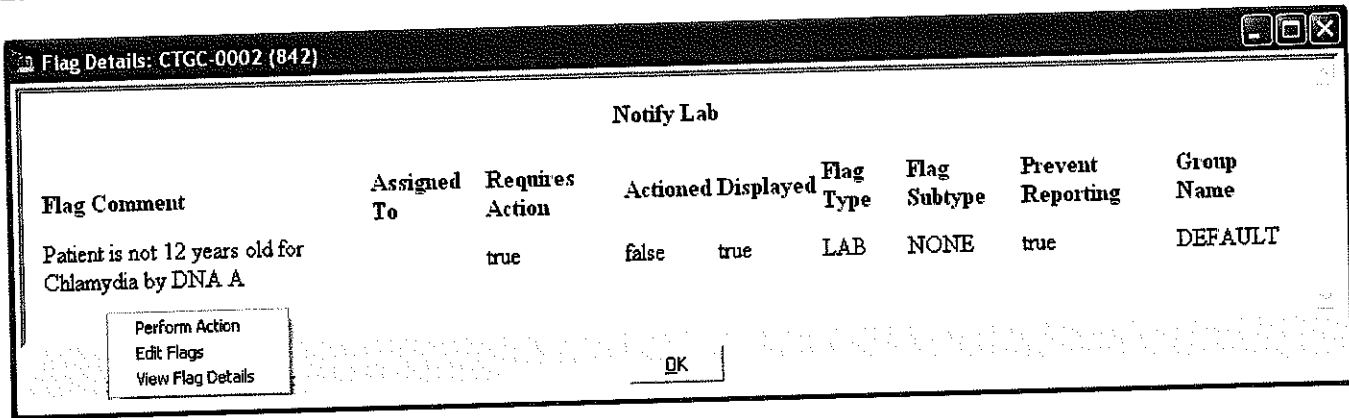 Flag Details: CTGC-0002 (842)
Notify Lab
Flag Comment
Assigned
To
Requires
Action
Actioned
Displayed
Flag
Type
Flag
Subtype
Prevent
Reporting
Group
Name
Patient is not 12 years old for
Chlamydia by DNA A
true
false
true
LAB
NONE
true
DEFAULT
Perform Action
Edit Flags
View Flag Details
OK